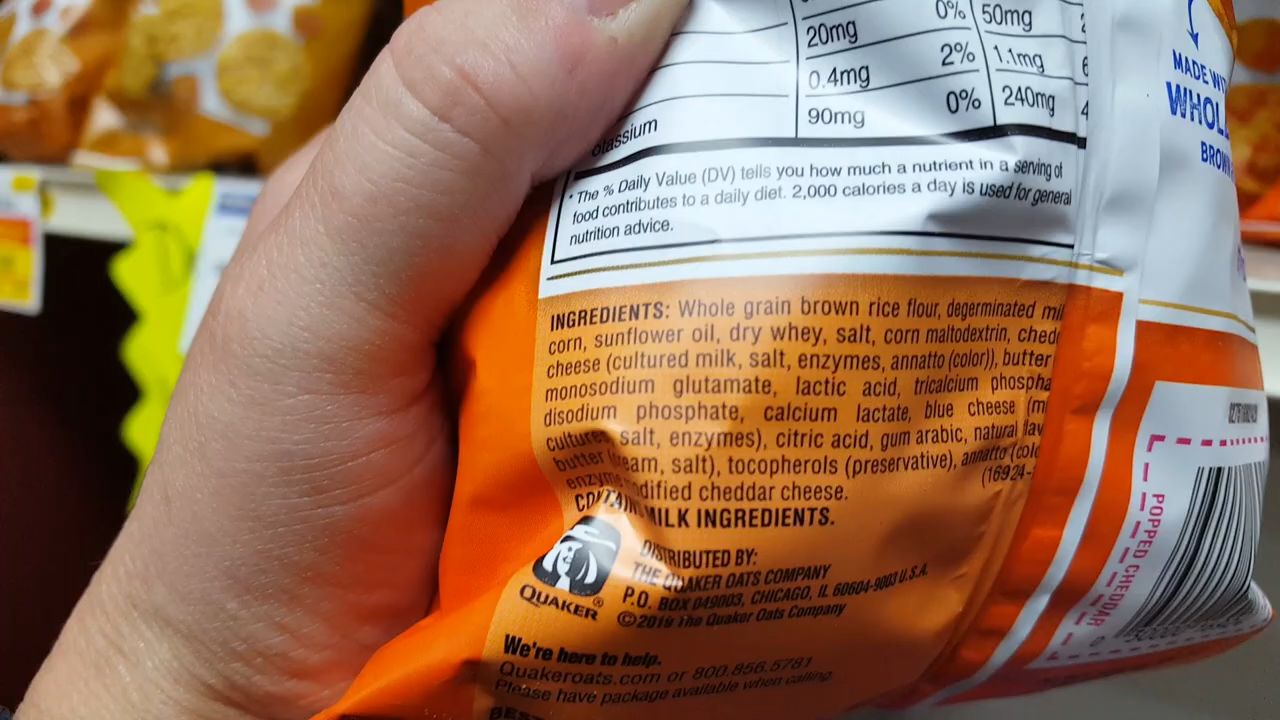 0% 50mg
20mg
2% 1.1mg
0.4mg
0% 240mg
90mg
otassium
* The % Daily Value (DV) tells you how much a nutrient in a serving of
food contributes to a daily diet. 2,000 calories a day is used for general
nutrition advice.
INGREDIENTS: Whole grain brown rice flour, degerminated mil
corn, sunflower oil, dry whey, salt, corn maltodextrin, ched
cheese (cultured milk, salt, enzymes, annatto (color)), butter
monosodium glutamate, lactic acid, tricalcium phospha
disodium phosphate, calcium lactate, blue cheese (m
cultures, salt, enzymes), citric acid, gum arabic, natural flav
butter (cream, salt), tocopherols (preservative), annatto (colo
dified cheddar cheese.
(16924-
CONTAINS MILK INGREDIENTS.
DISTRIBUTED BY:
THE QUAKER OATS COMPANY
P.O. BOX 049003, CHICAGO, IL 60604-9003 U.S.A.
©2019 The Quaker Oats Company
QUAKER®
We're here to help.
Quakeroats.com or 800.856.5781
Please have package available when calling.
BEST
MADE WIT
WHOL
BROWN
POPPED CHEDDAR